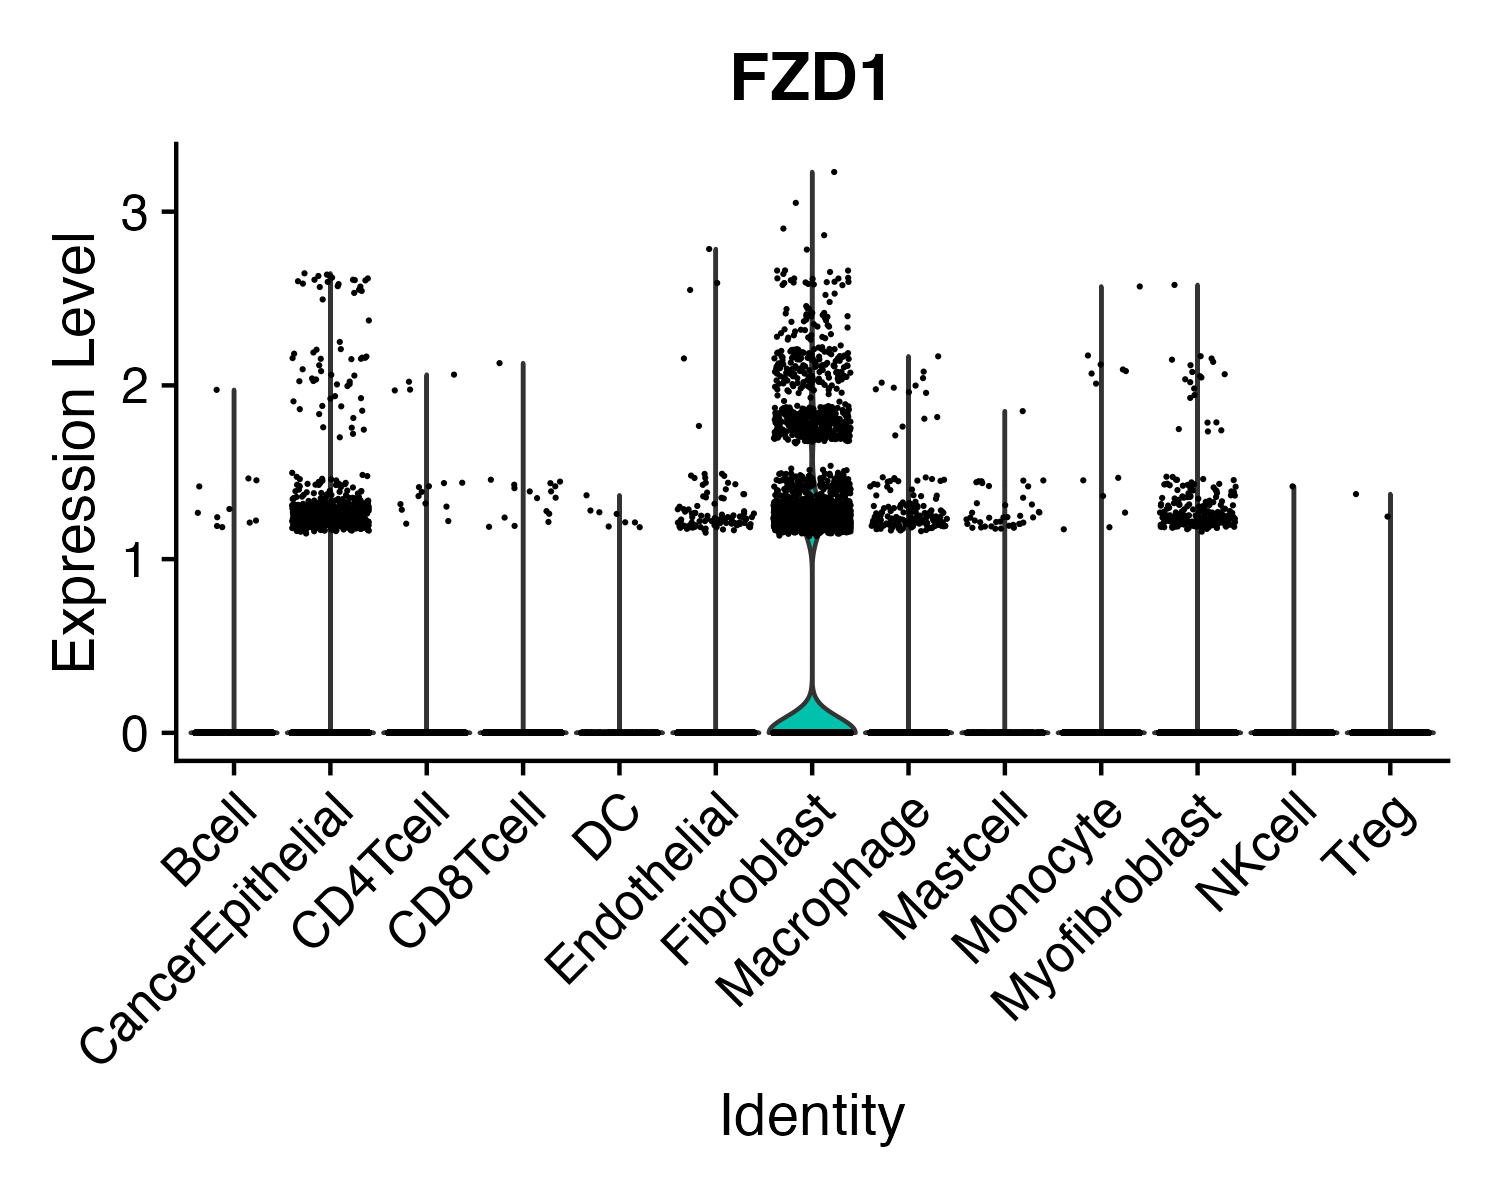 FZD1
Expression Level
3
2
1
0
Bcell
CancerEpithelial
CD4Tcell
CD8Tcell
DC
Endothelial
Fibroblast
Macrophage
Mastcell
Monocyte
Myofibroblast
NKcell
Treg
Identity